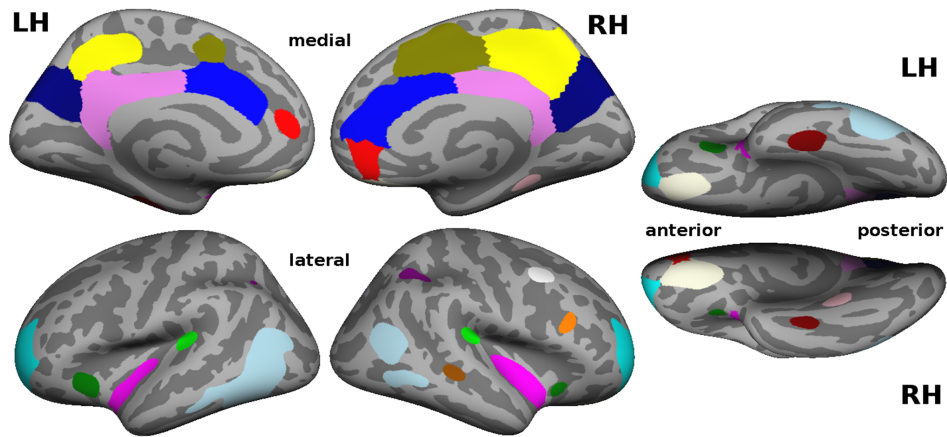 LH
medial
RH
LH
anterior
posterior
lateral
RH